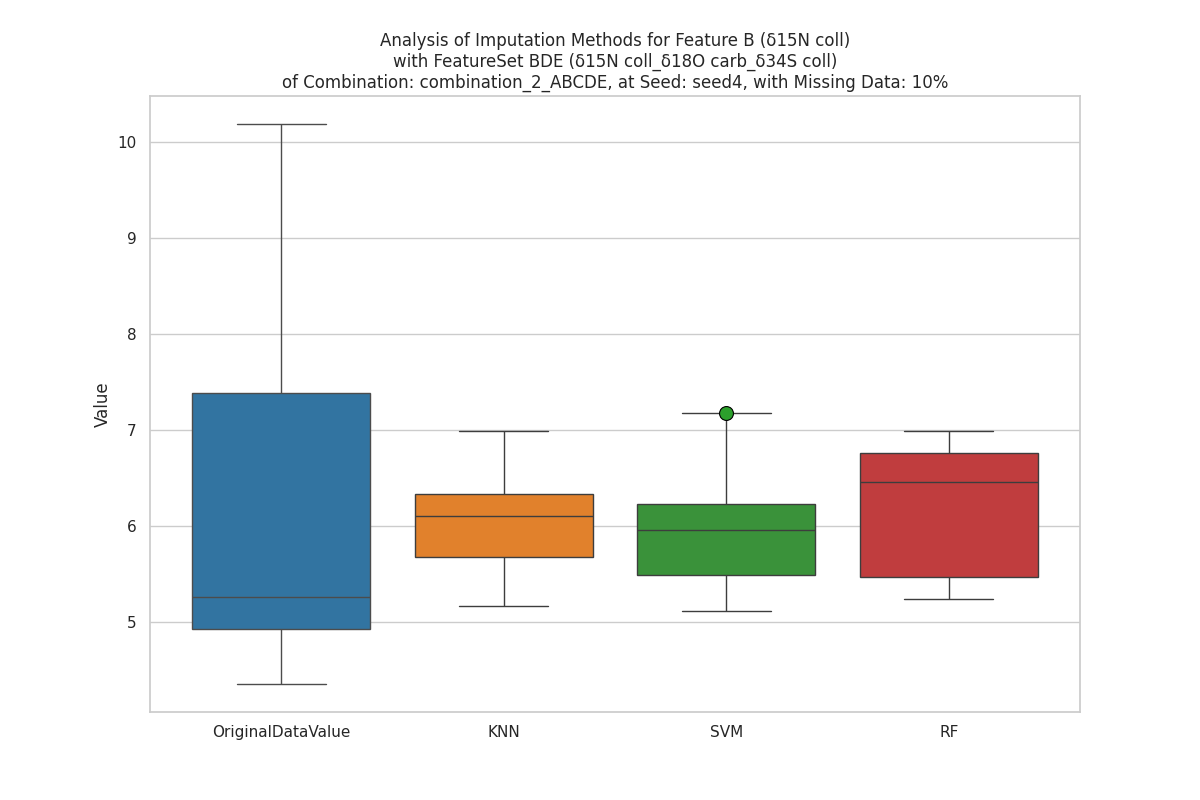 Analysis of Imputation Methods for Feature B (δ15N coll)
with FeatureSet BDE (δ15N coll_δ18O carb_δ34S coll)
of Combination: combination_2_ABCDE, at Seed: seed4, with Missing Data: 10%
10
9
8
7
6
5
Value
OriginalDataValue KNN SVM RF